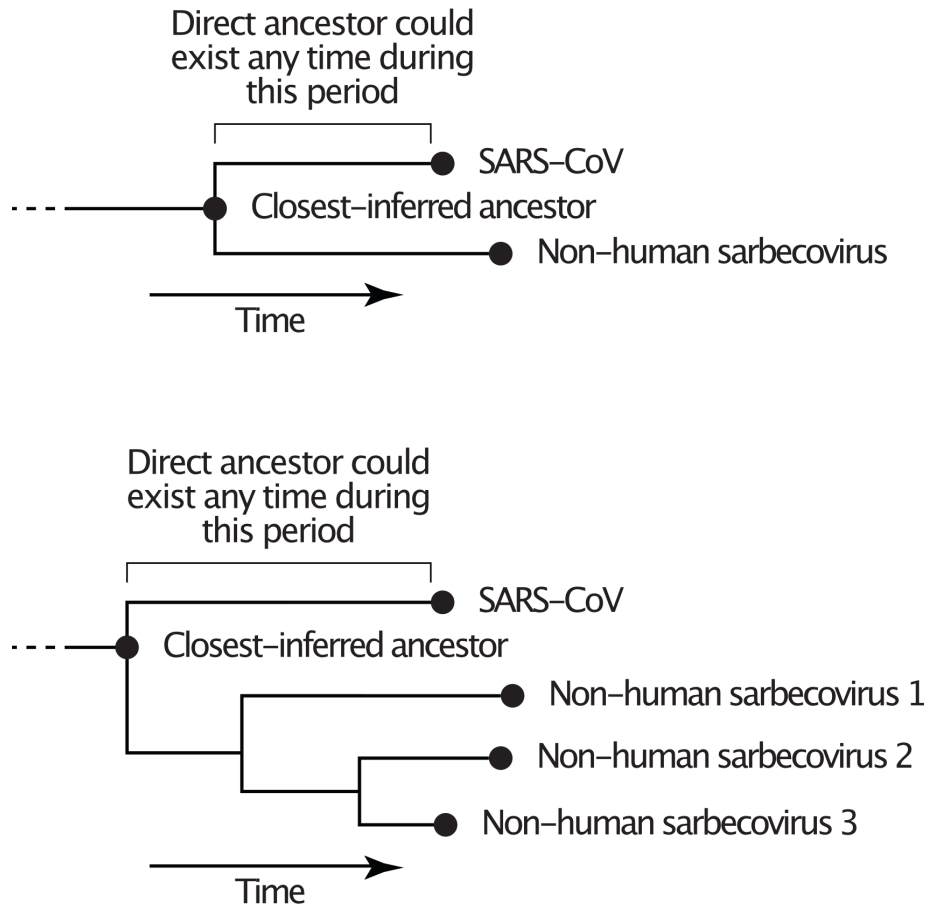 Direct ancestor could
exist any time during
this period
SARS–CoV
Closest–inferred ancestor
Non–human sarbecovirus
Time
Direct ancestor could
exist any time during
this period
SARS–CoV
Closest–inferred ancestor
Non–human sarbecovirus 1
Non–human sarbecovirus 2
Non–human sarbecovirus 3
Time